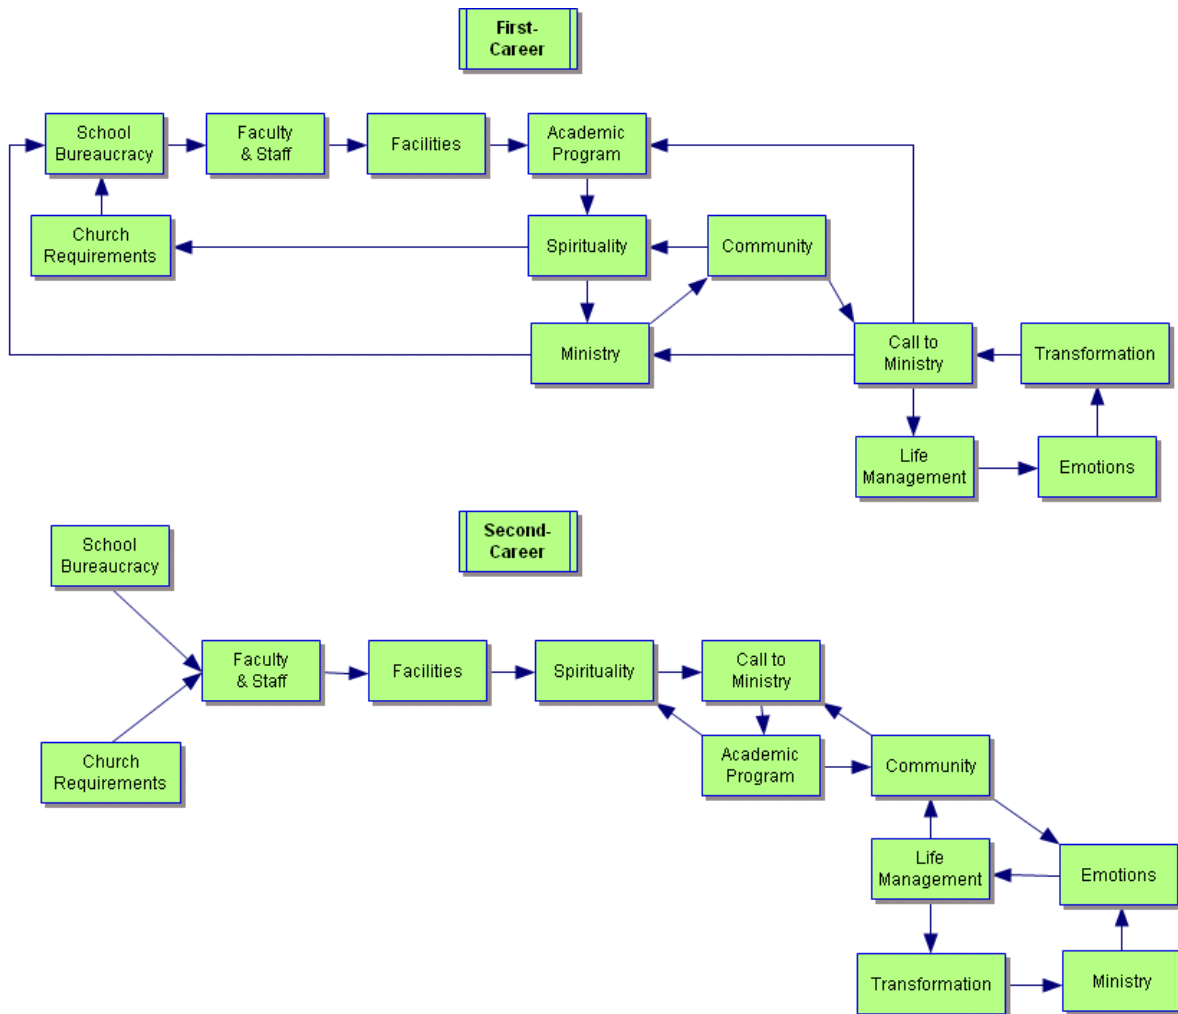 First-
Career
School
Bureaucracy
Faculty
& Staff
Facilities
Academic
Program
Church
Requirements
Spirituality
Community
Ministry
Call to
Ministry
Transformation
Life
Management
Emotions
Second-
Career
School
Bureaucracy
Faculty
& Staff
Facilities
Spirituality
Call to
Ministry
Church
Requirements
Academic
Program
Community
Life
Management
Emotions
Transformation
Ministry